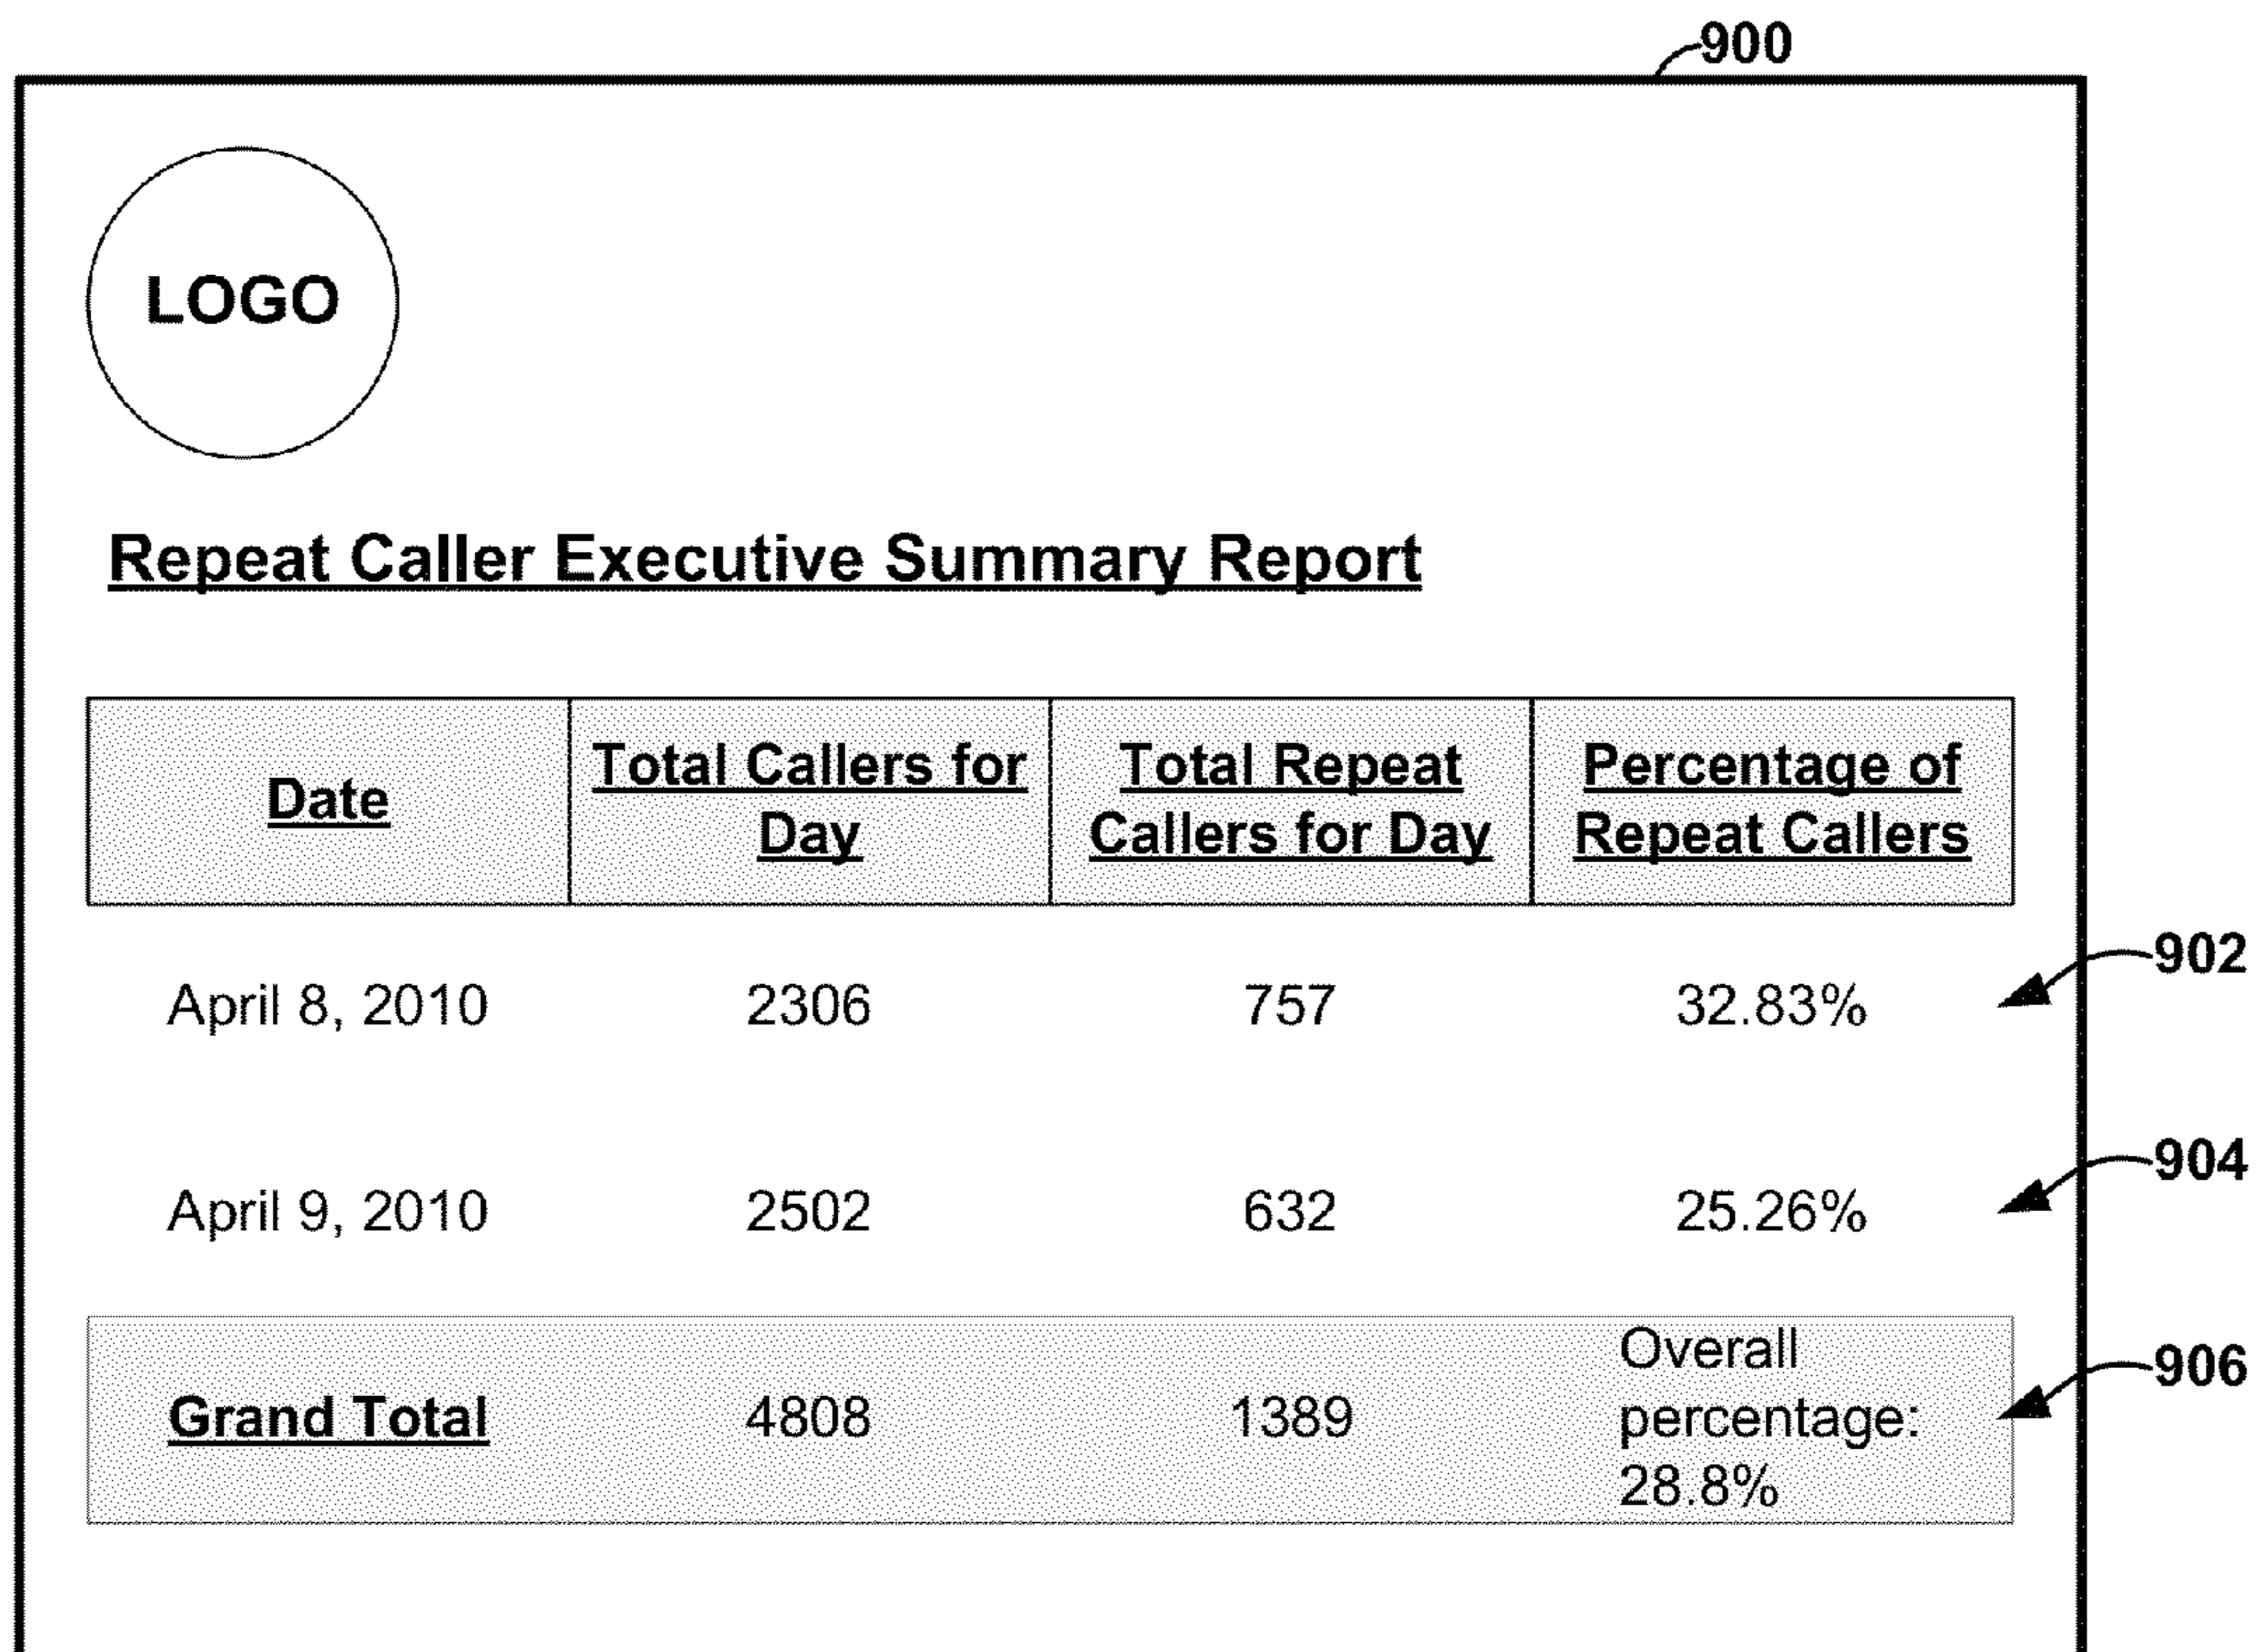 900
LOGO
Repeat Caller Executive Summary Report
Date
Total Callers for
Day
Total Repeat
Callers for Day
Percentage of
Repeat Callers
April 8, 2010 2306 757 32.83% 902
April 9, 2010 2502 632 25.26% 904
Grand Total 4808 1389
Overall
percentage:
28.8%
906